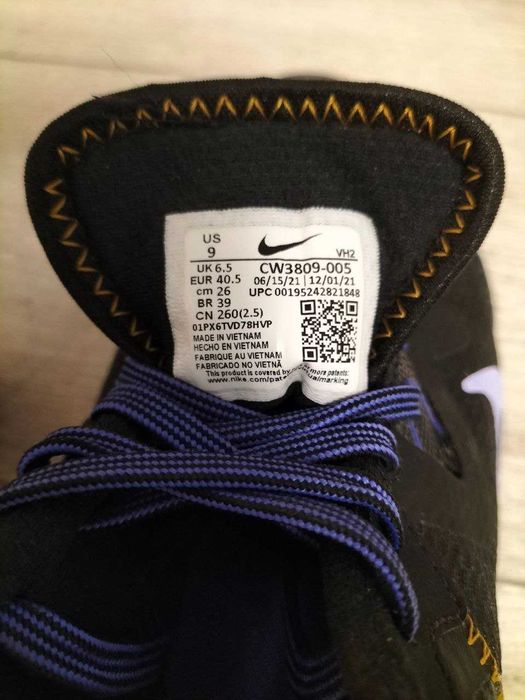 US
9
VH2
UK 6.5 CW3809-005
EUR 40.5 06/15/21 | 12/01/21
cm 26 UPC 00195242821848
BR 39
CN 260(2.5)
01PX6TVD78HVP
MADE IN VIETNAM
HECHO EN VIETNAM
FABRIQUE AU VIETNAM
FABRICADO NO VIETNÃ
This product is covered by more patents:
www.nike.com/